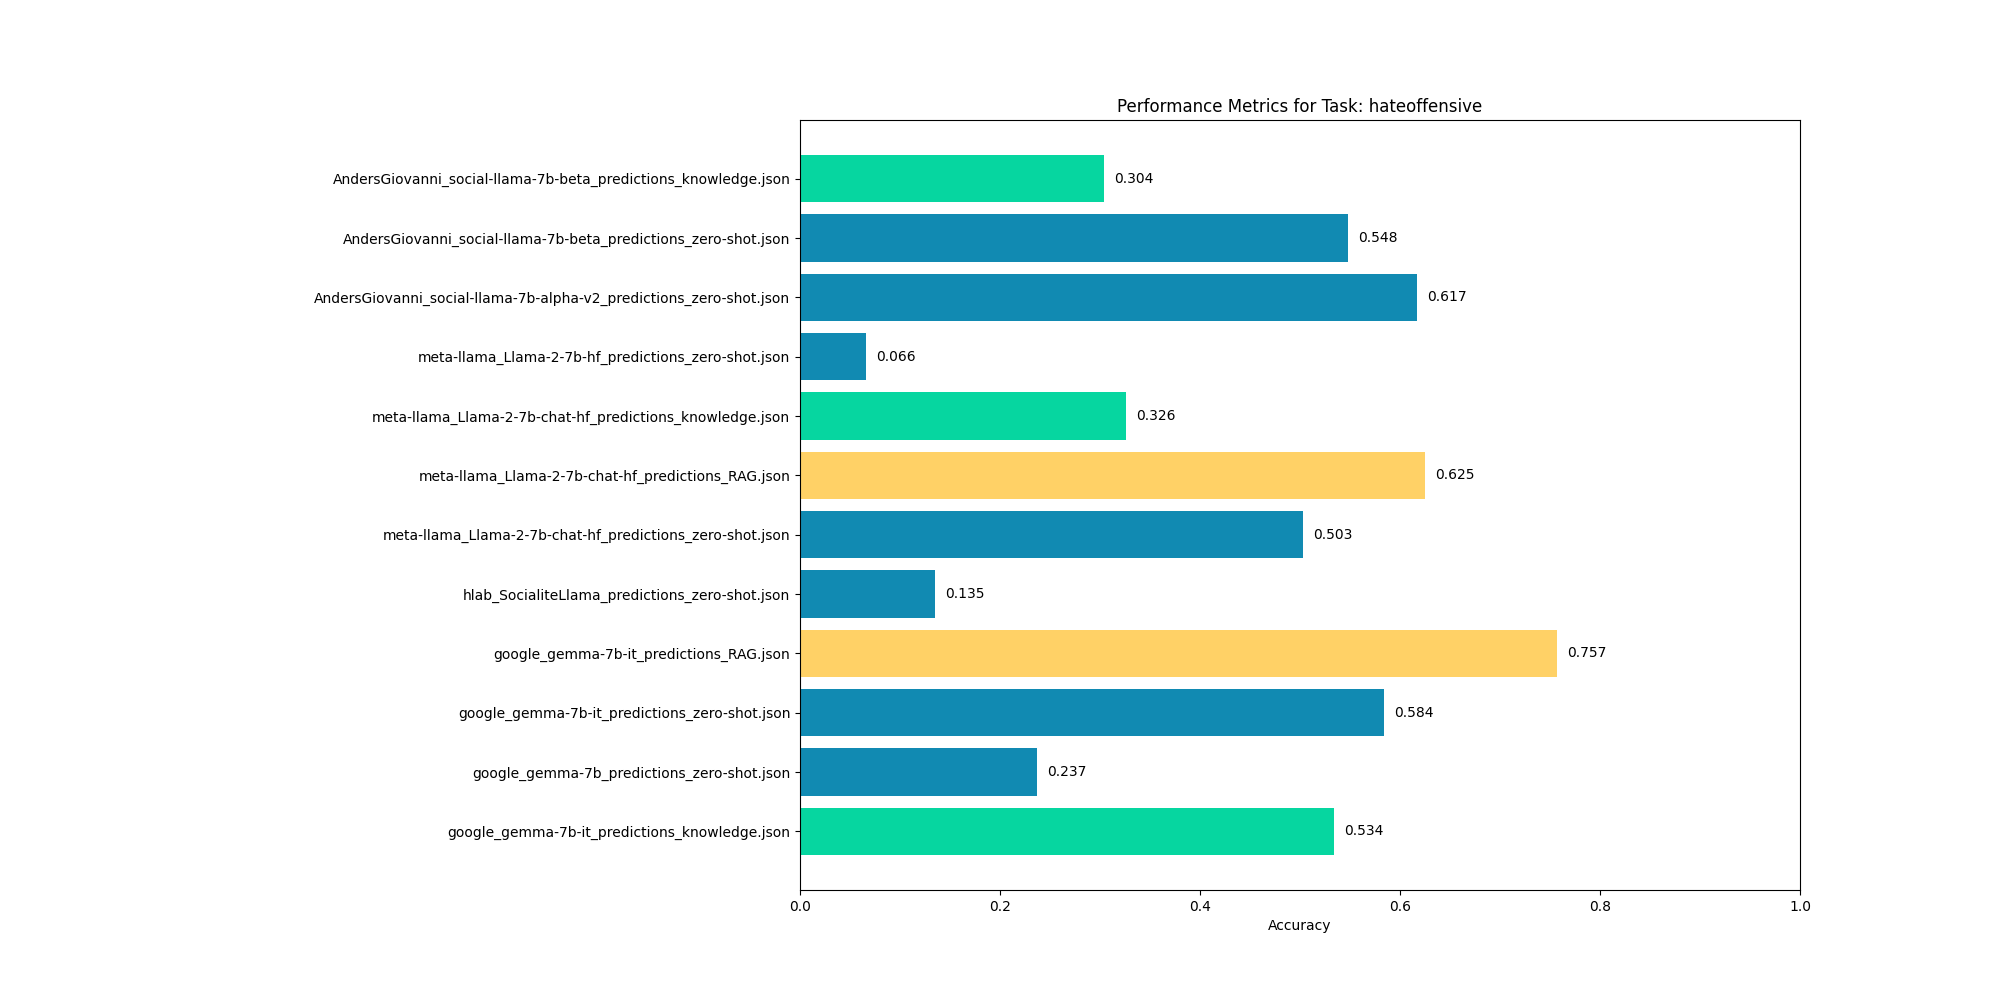 Performance Metrics for Task: hateoffensive
AndersGiovanni_social-llama-7b-beta_predictions_knowledge.json 0.304
AndersGiovanni_social-llama-7b-beta_predictions_zero-shot.json 0.548
AndersGiovanni_social-llama-7b-alpha-v2_predictions_zero-shot.json 0.617
meta-llama_Llama-2-7b-hf_predictions_zero-shot.json 0.066
meta-llama_Llama-2-7b-chat-hf_predictions_knowledge.json 0.326
meta-llama_Llama-2-7b-chat-hf_predictions_RAG.json 0.625
meta-llama_Llama-2-7b-chat-hf_predictions_zero-shot.json 0.503
hlab_SocialiteLlama_predictions_zero-shot.json 0.135
google_gemma-7b-it_predictions_RAG.json 0.757
google_gemma-7b-it_predictions_zero-shot.json 0.584
google_gemma-7b_predictions_zero-shot.json 0.237
google_gemma-7b-it_predictions_knowledge.json 0.534
0.0 0.2 0.4 0.6 0.8 1.0
Accuracy